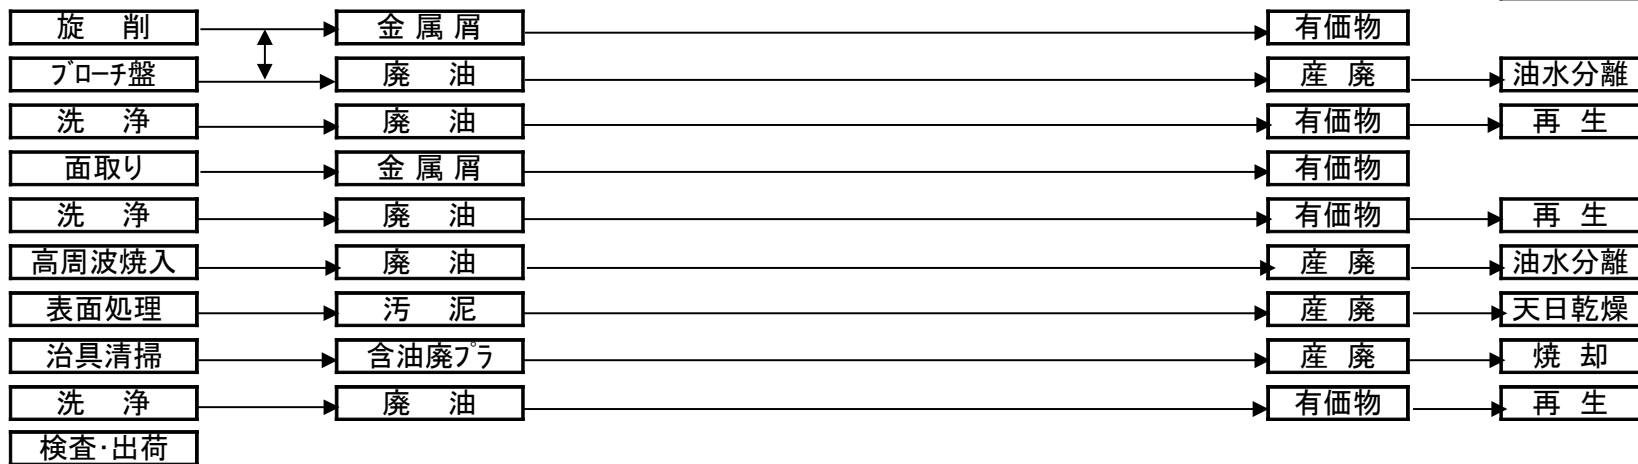 旋　削 金 属 屑 有価物
ﾌﾞﾛｰﾁ盤 廃　油 産 廃 油水分離
洗　浄 廃　油 有価物 再 生
面取り 金 属 屑 有価物
洗　浄 廃　油 有価物 再 生
高周波焼入 廃　油 産 廃 油水分離
表面処理 汚　泥 産 廃 天日乾燥
治具清掃 含油廃ﾌﾟﾗ 産 廃 焼 却
洗　浄 廃　油 有価物 再 生
検査･出荷